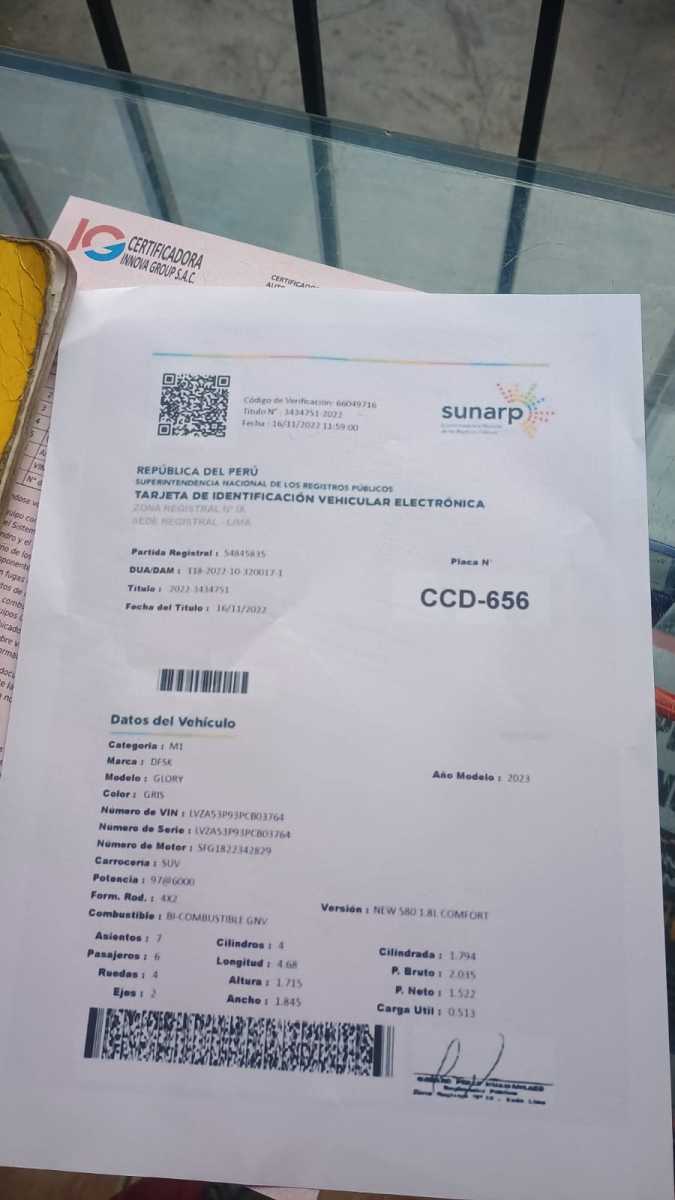 IG CERTIFICADORA
INNOVA GROUP S.A.C.
CERTIFICADO
Código de Verificación: 66049716
Título N° : 3434751-2022
Fecha : 16/11/2022 11:59:00
sunarp
REPÚBLICA DEL PERÚ
SUPERINTENDENCIA NACIONAL DE LOS REGISTROS PÚBLICOS
TARJETA DE IDENTIFICACIÓN VEHICULAR ELECTRÓNICA
ZONA REGISTRAL N° IX
SEDE REGISTRAL - LIMA
Partida Registral : 54845835
DUA/DAM : 118-2022-10-320017-1
Título : 2022-3434751
Fecha del Título : 16/11/2022
Placa N°
CCD-656
Datos del Vehículo
Categoría : M1
Marca : DFSK
Modelo : GLORY
Año Modelo : 2023
Color : GRIS
Número de VIN : LVZA53P93PCB03764
Número de Serie : LVZA53P93PCB03764
Número de Motor : SFG1822342829
Carrocería : SUV
Potencia : 97@6000
Form. Rod. : 4X2
Versión : NEW 580 1.8L COMFORT
Combustible : BI-COMBUSTIBLE GNV
Asientos : 7
Cilindros : 4
Cilindrada : 1.794
Pasajeros : 6
Longitud : 4.68
P. Bruto : 2.035
Ruedas : 4
Altura : 1.715
P. Neto : 1.522
Ejes : 2
Ancho : 1.845
Carga Util : 0.513